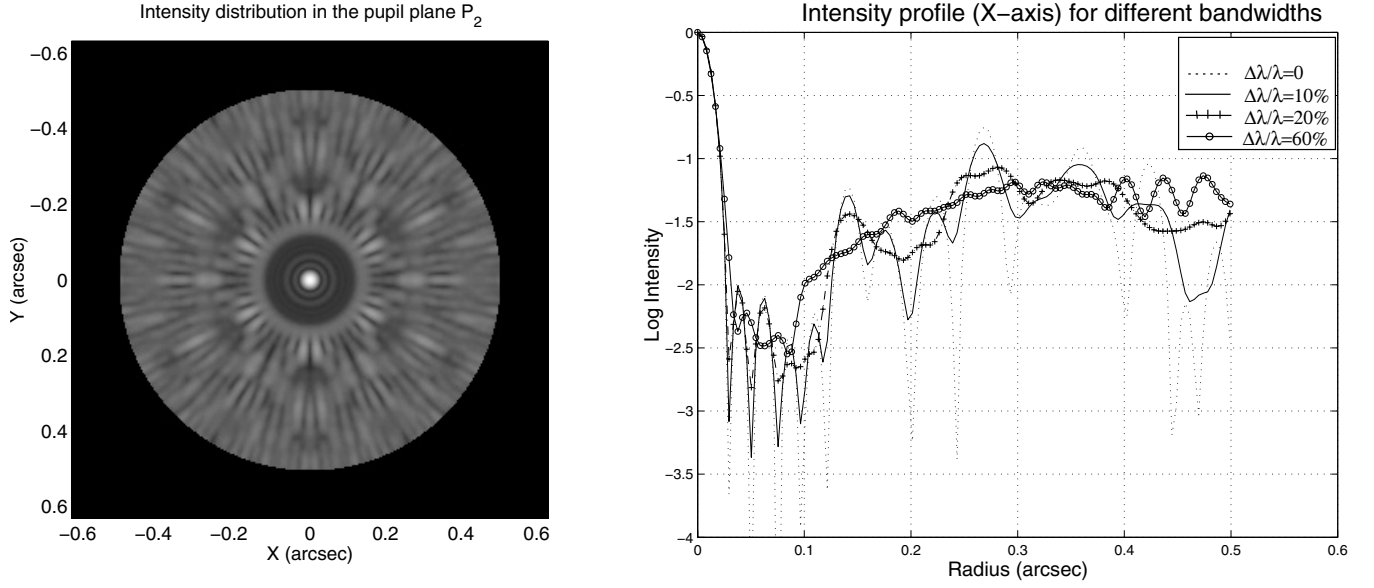 Intensity distribution in the pupil plane P2
−0.6
−0.4
−0.2
0
0.2
0.4
0.6
Y (arcsec)
−0.6 −0.4 −0.2 0 0.2 0.4 0.6
X (arcsec)
Intensity profile (X−axis) for different bandwidths
0
−0.5
−1
−1.5
−2
−2.5
−3
−3.5
−4
Log Intensity
Δλ/λ=0
Δλ/λ=10%
Δλ/λ=20%
Δλ/λ=60%
0 0.1 0.2 0.3 0.4 0.5 0.6
Radius (arcsec)